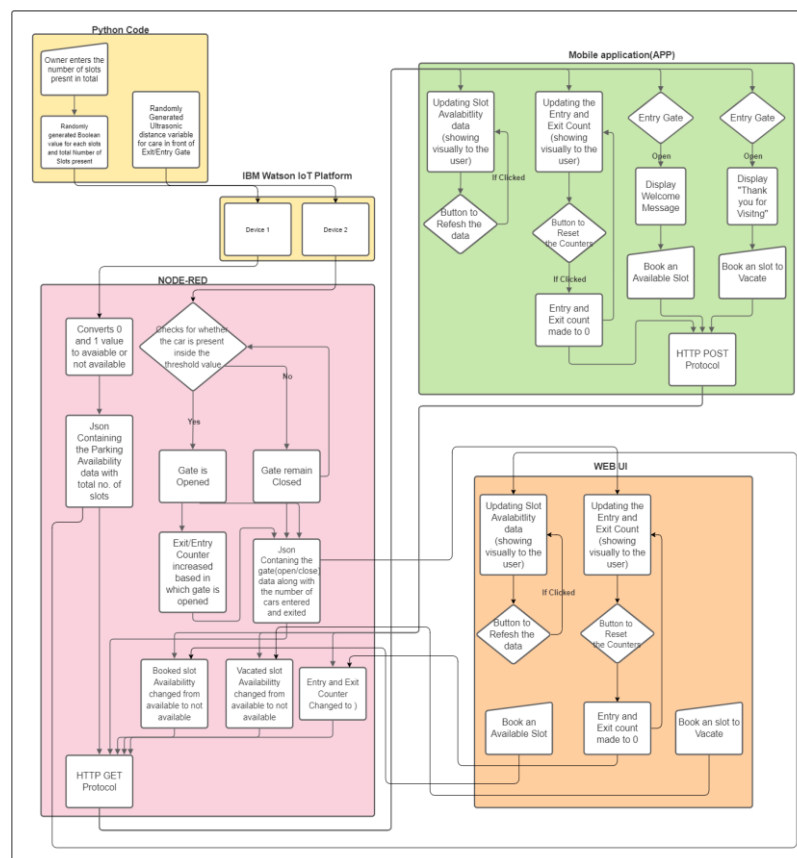 Python Code
Owner enters the
number of slots
presnt in total
Randomly
generated Boolean
value for each slots
and total Number of
Slots present
Randomly
Generated
Ultrasonic
distance variable
for care In front of
Exit/Entry Gate
IBM Watson IoT Platform
Device 1
Device 2
Mobile application(APP)
Updating Slot
Avalabitlity
data
(showing
visually to the
user)
If Clicked
Button to
Refesh the
data
Updating the
Entry and
Exit Count
(showing
visually to the
user)
Button to
Reset
the Counters
If Clicked
Entry and
Exit count
made to 0
Entry Gate
Open
Display
Welcome
Message
Book an
Available Slot
Entry Gate
Open
Display
"Thank
you for
Visitng"
Book an slot to
Vacate
HTTP POST
Protocol
NODE-RED
Converts 0
and 1 value
to avaiable or
not available
Json
Containing
the Parking
Availability
data with
total no. of
slots
Checks for whether
the car is present
inside the
threshold value
No
Yes
Gate is
Opened
Gate remain
Closed
Exit/Entry
Counter
increased
based in
which gate is
opened
Json
Contaning the
gate(open/close)
data along with
the number of
cars entered
and exited
Booked slot
Availabilitty
changed from
available to not
available
Vacated slot
Availabilitty
changed from
available to not
available
Entry and Exit
Counter
Changed to )
HTTP GET
Protocol
WEB UI
Updating Slot
Avalabitlity
data
(showing
visually to the
user)
If Clicked
Button to
Refesh the
data
Updating the
Entry and
Exit Count
(showing
visually to the
user)
Button to
Reset
the Counters
Book an
Available Slot
Entry and
Exit count
made to 0
Book an slot to
Vacate